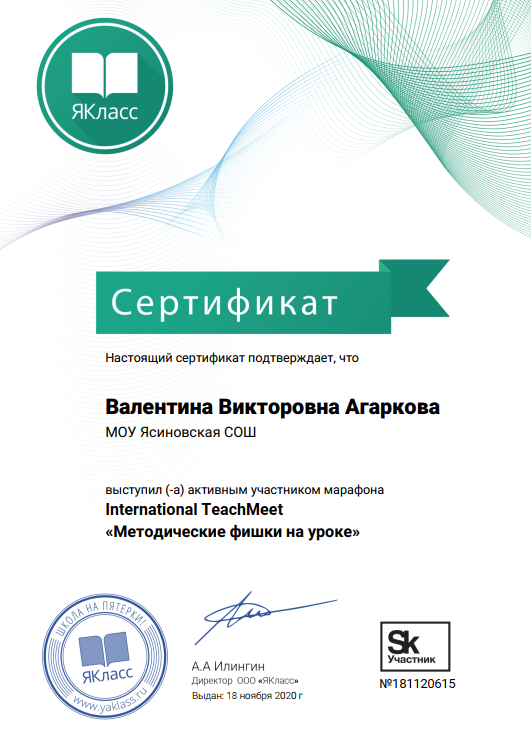 ЯКласс
Сертификат
Настоящий сертификат подтверждает, что
Валентина Викторовна Агаркова
МОУ Ясиновская СОШ
выступил (-а) активным участником марафона
International TeachMeet
«Методические фишки на уроке»
ШКОЛА НА ПЯТЕРКИ!
ЯКласс
www.yaklass.ru
А.А Илингин
Директор ООО «ЯКласс»
Выдан: 18 ноября 2020 г
Sk
Участник
№181120615